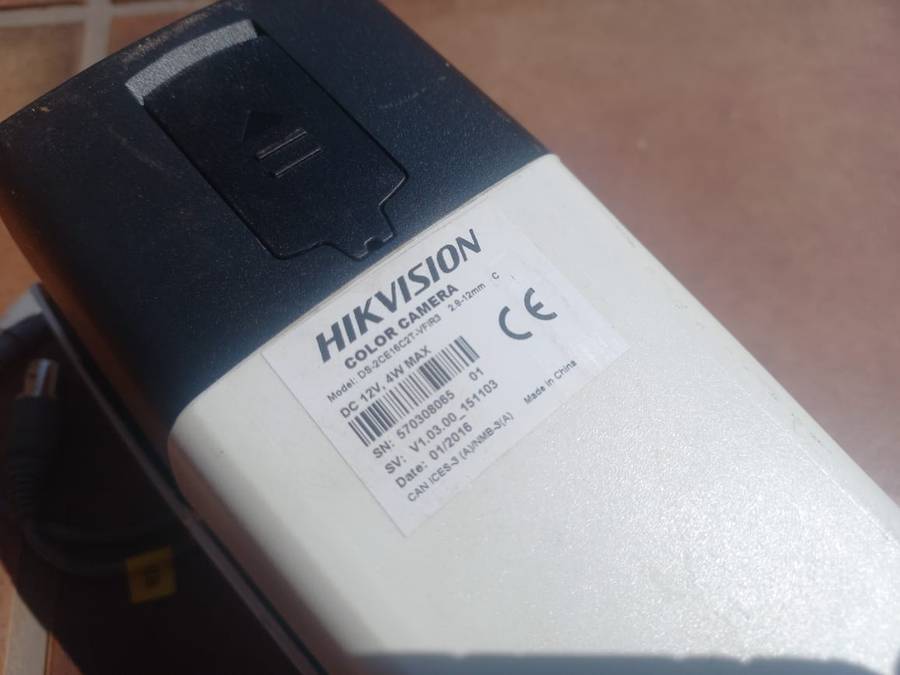 HIKVISION
COLOR CAMERA
Model: DS-2CE16C2T-VFIR3 2.8-12mm C
DC 12V, 4W MAX
CE
SN: 570308065 01
SV: V1.03.00_151103
Date: 01/2016
CAN ICES-3 (A)/NMB-3(A) Made in China